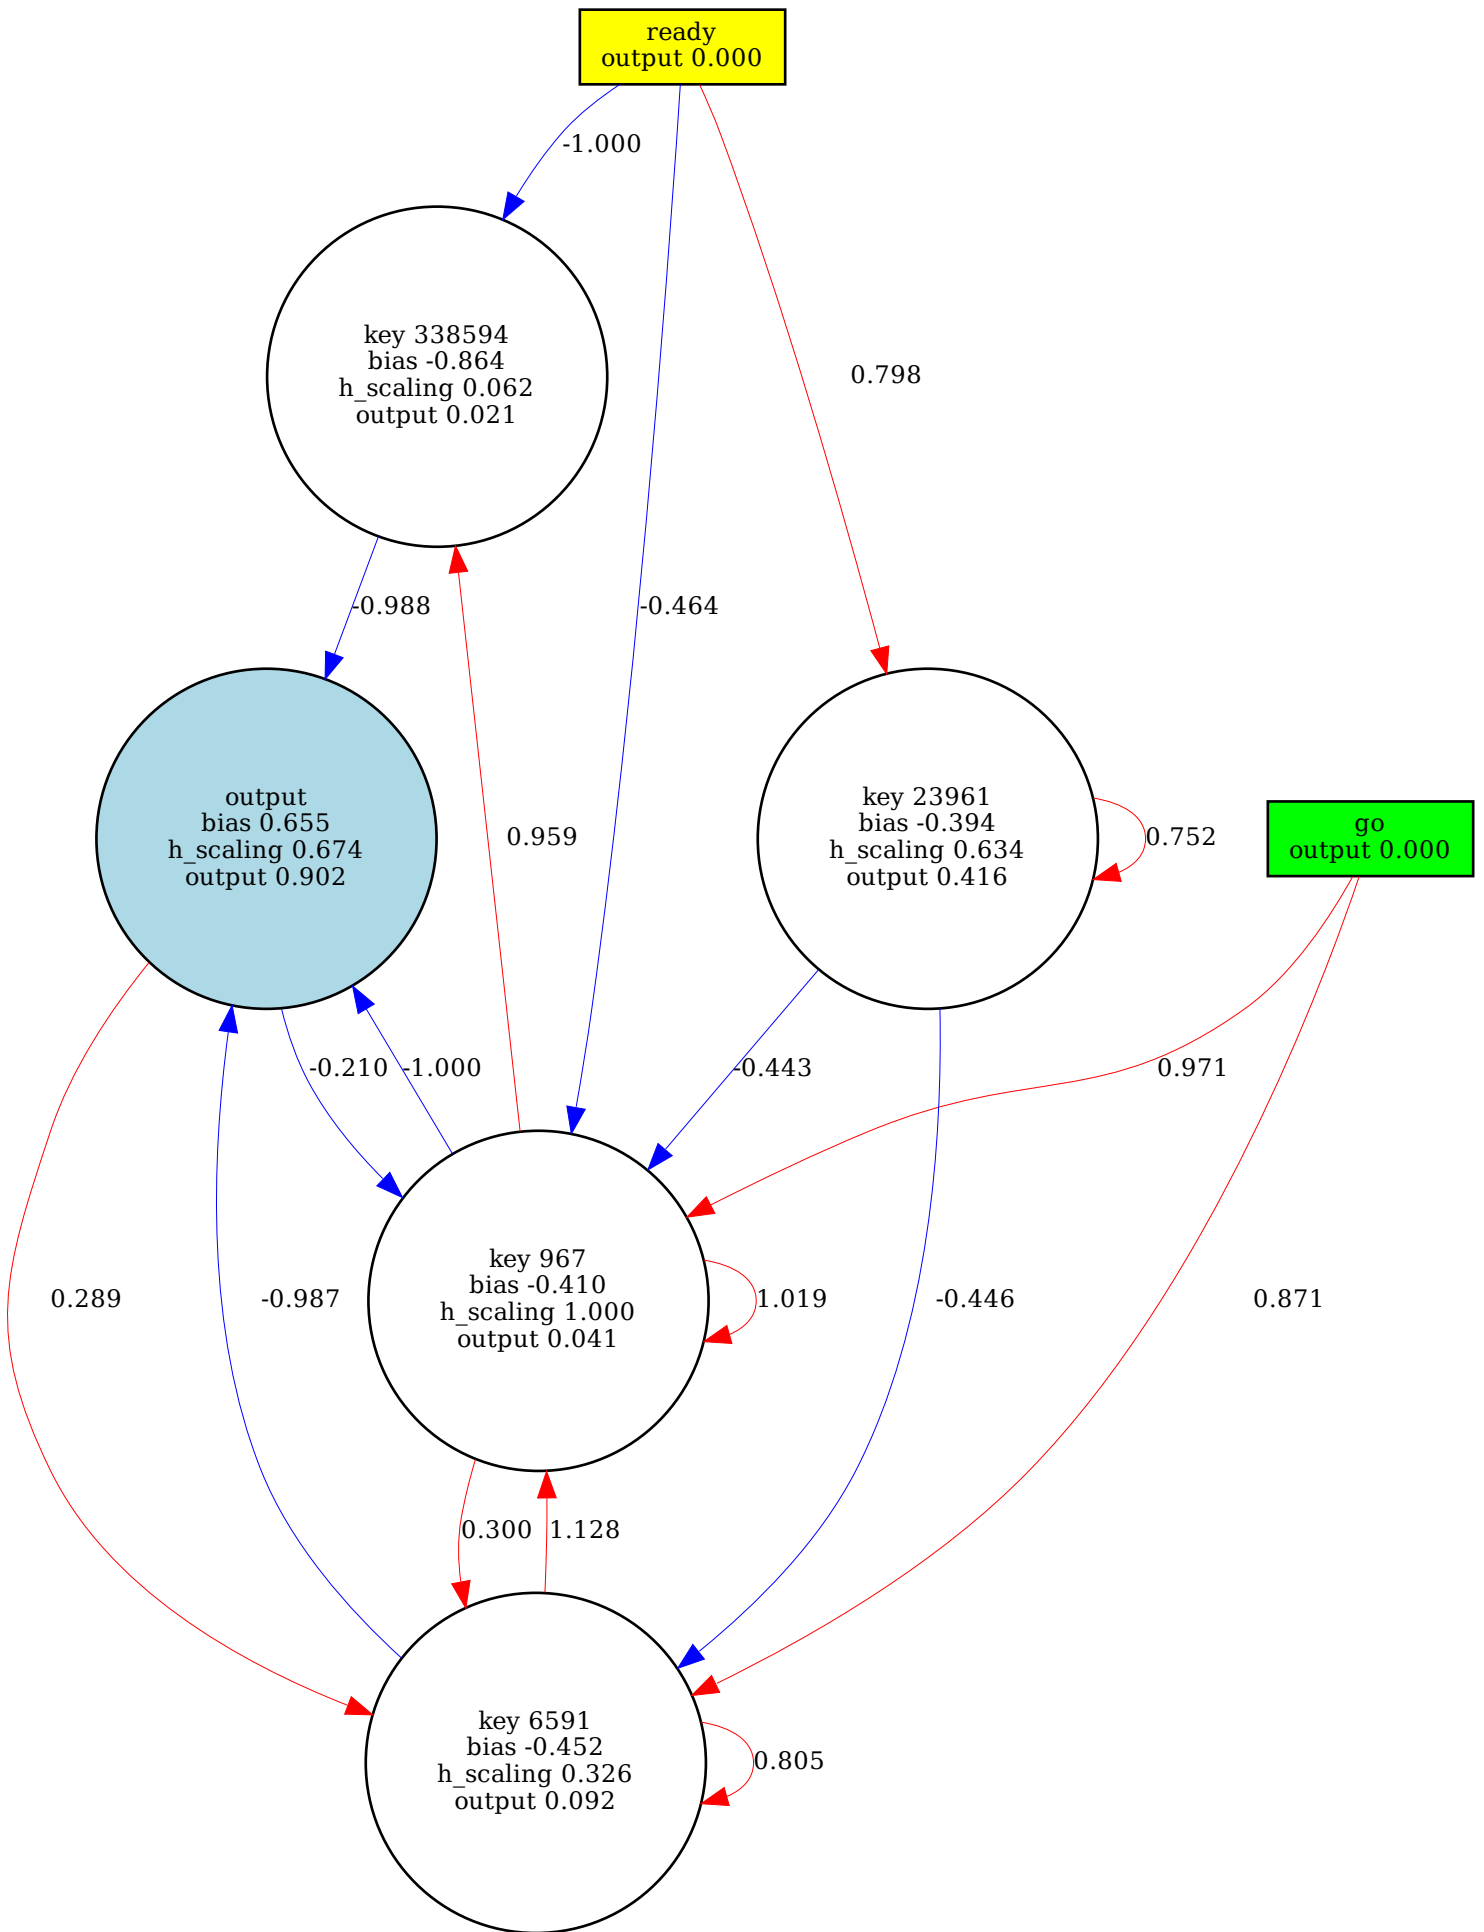 ready
output 0.000
-1.000
key 338594
bias -0.864
h_scaling 0.062
output 0.021
0.798
-0.988
-0.464
output
bias 0.655
h_scaling 0.674
output 0.902
0.959
key 23961
bias -0.394
h_scaling 0.634
output 0.416
0.752
go
output 0.000
-0.210
-1.000
-0.443
0.971
0.289
-0.987
key 967
bias -0.410
h_scaling 1.000
output 0.041
1.019
-0.446
0.871
0.300
1.128
key 6591
bias -0.452
h_scaling 0.326
output 0.092
0.805